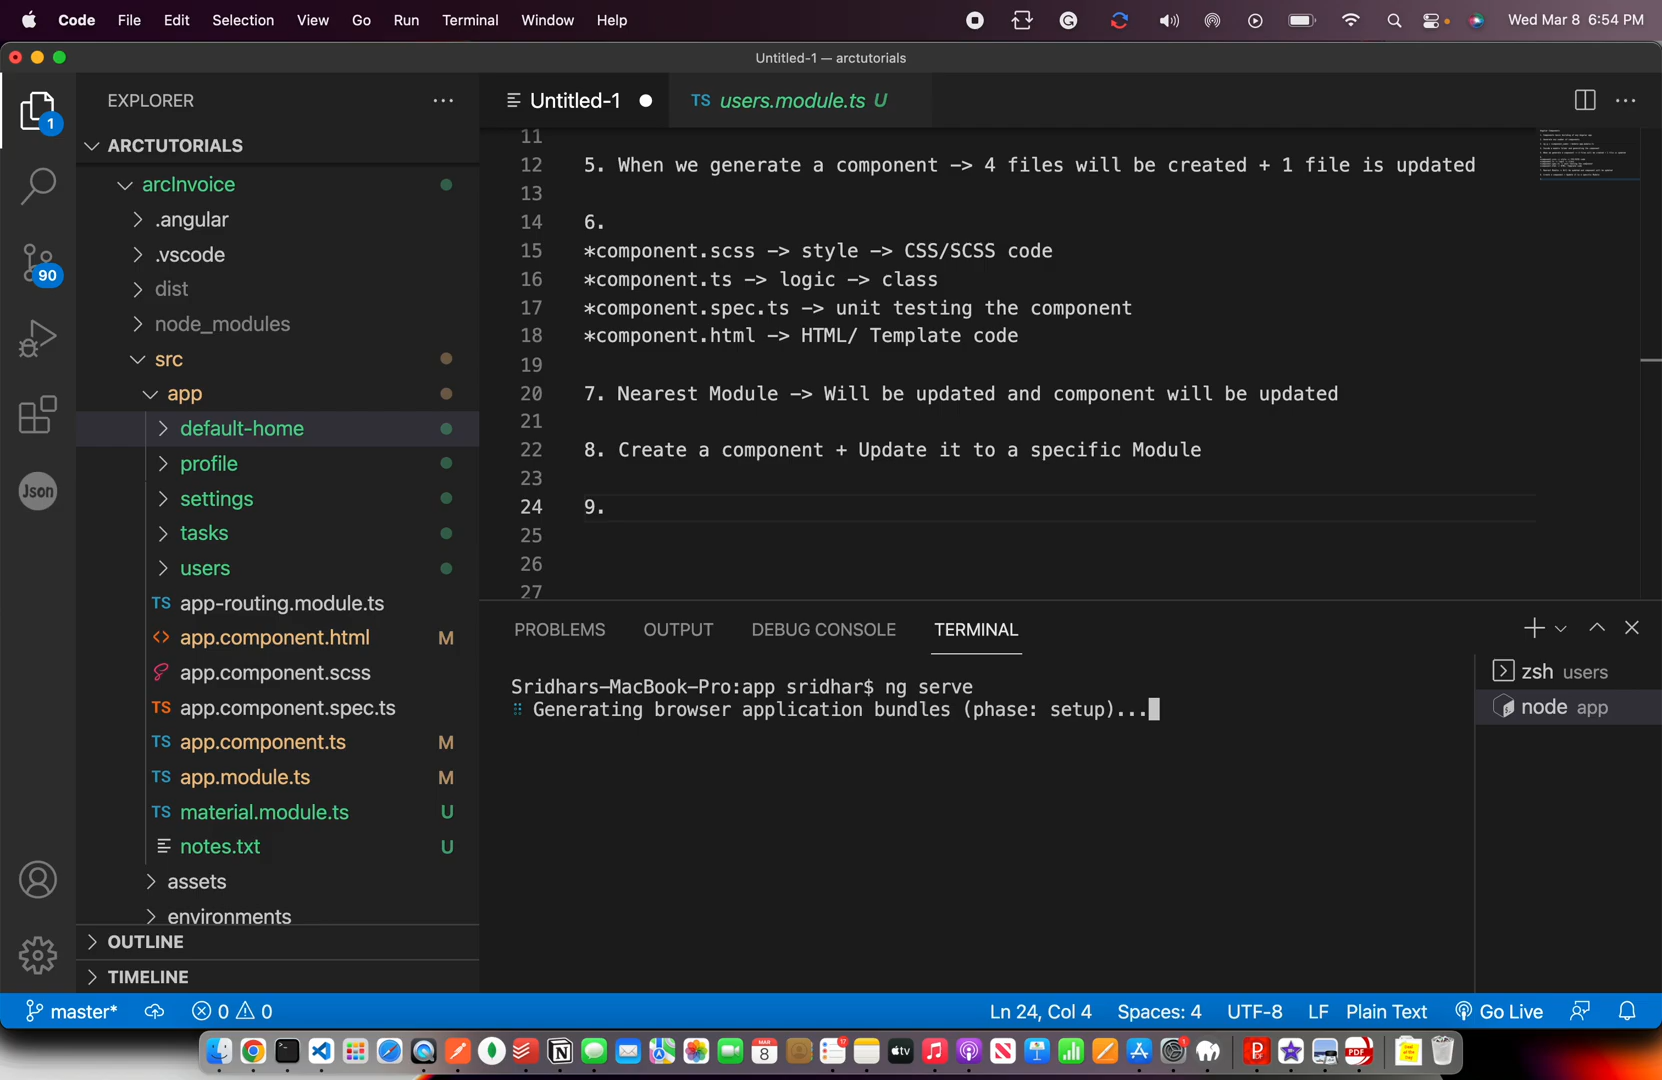 Code File Edit Selection View Go Run Terminal Window Help Wed Mar 8 6:54 PM
Untitled-1 — arctutorials
EXPLORER
Untitled-1
TS users.module.ts U
1
ARCTUTORIALS
arcInvoice
.angular
.vscode
dist
node_modules
src
app
default-home
profile
settings
tasks
users
TS app-routing.module.ts
<> app.component.html M
app.component.scss
TS app.component.spec.ts
TS app.component.ts M
TS app.module.ts M
TS material.module.ts U
notes.txt U
assets
environments
OUTLINE
TIMELINE
90
Json
11
12 5. When we generate a component -> 4 files will be created + 1 file is updated
13
14 6.
15 *component.scss -> style -> CSS/SCSS code
16 *component.ts -> logic -> class
17 *component.spec.ts -> unit testing the component
18 *component.html -> HTML/ Template code
19
20 7. Nearest Module -> Will be updated and component will be updated
21
22 8. Create a component + Update it to a specific Module
23
24 9.
25
26
27
PROBLEMS OUTPUT DEBUG CONSOLE TERMINAL
Sridhars-MacBook-Pro:app sridhar$ ng serve
Generating browser application bundles (phase: setup)...
zsh users
node app
master* 0 0 Ln 24, Col 4 Spaces: 4 UTF-8 LF Plain Text Go Live
MAR
8
17
tv
1
PDF